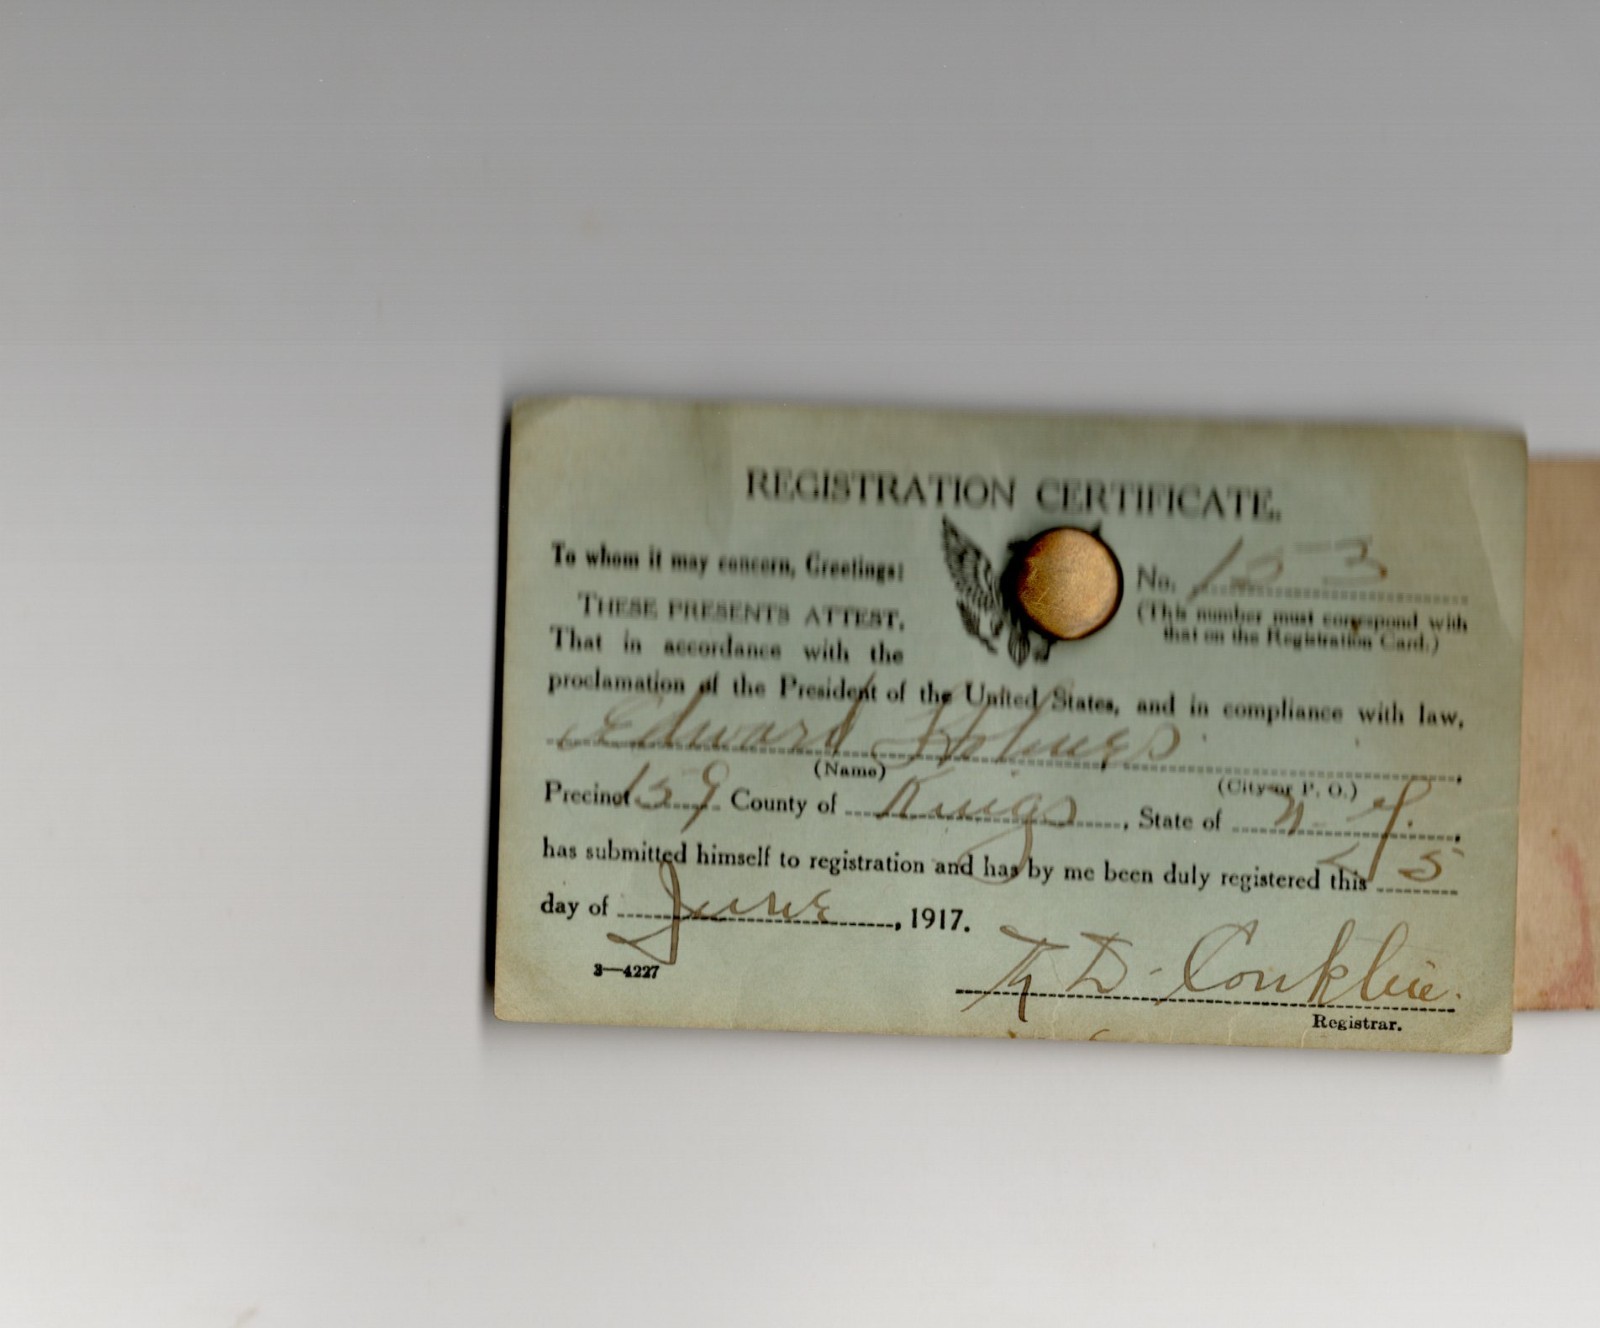 REGISTRATION CERTIFICATE.
To whom it may concern, Greetings:
No. 153
(This number must correspond with
that on the Registration Card.)
THESE PRESENTS ATTEST,
That in accordance with the
proclamation of the President of the United States, and in compliance with law,
Edward Holmes
(Name) (City or P. O.)
Precinct 159 County of Kings, State of N. Y.
has submitted himself to registration and has by me been duly registered this 5
day of June, 1917.
3—4227
D. Conklin.
Registrar.